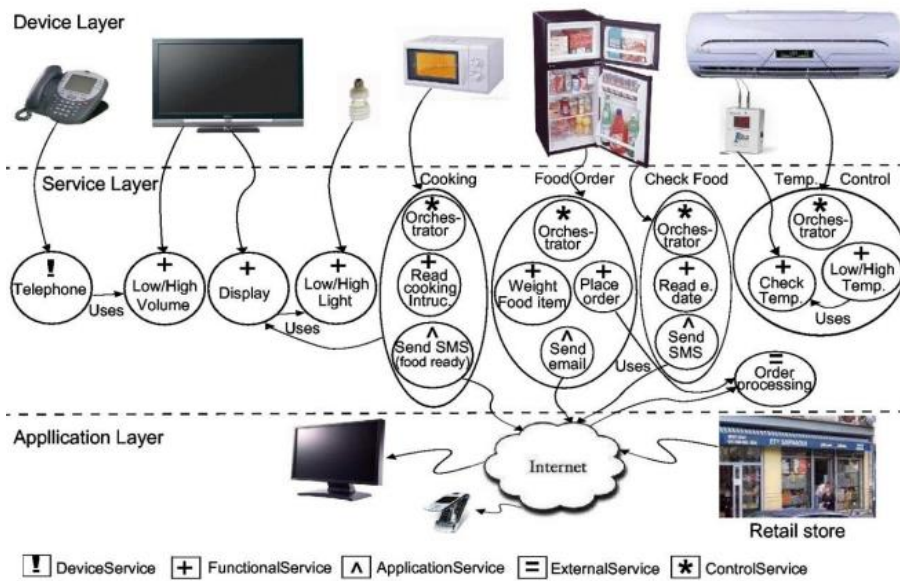 Device Layer
Service Layer
Cooking
Food Order
Check Food
Temp. Control
*
Orches-
trator
*
Orches-
trator
*
Orches-
trator
*
Orches-
trator
!
Telephone
Uses
+
Low/High
Volume
+
Display
Uses
+
Low/High
Light
+
Read
cooking
Intruc.
+
Weight
Food item
+
Place
order
+
Read e.
date
+
Check
Temp.
+
Low/High
Temp.
Uses
^
Send SMS
(food ready)
^
Send
email
Uses
^
Send
SMS
=
Order
processing
Appllication Layer
Internet
Retail store
! DeviceService
+ FunctionalService
^ ApplicationService
= ExternalService
* ControlService